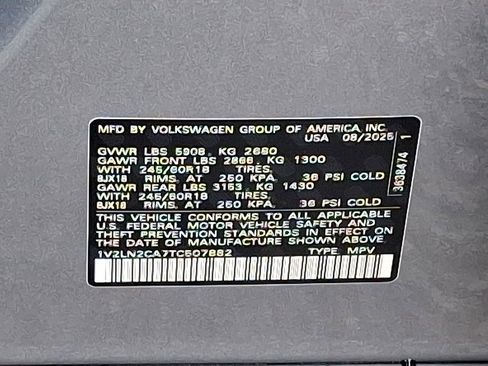 MFD BY VOLKSWAGEN GROUP OF AMERICA INC.
USA 08/2025
GVWR LBS 5908, KG 2680
GAWR FRONT LBS 2866, KG 1300
WITH 245/60R18 TIRES,
8JX18 RIMS, AT 250 KPA, 36 PSI COLD
GAWR REAR LBS 3153, KG 1430
WITH 245/60R18 TIRES,
8JX18 RIMS, AT 250 KPA, 36 PSI COLD
THIS VEHICLE CONFORMS TO ALL APPLICABLE
U.S. FEDERAL MOTOR VEHICLE SAFETY AND
THEFT PREVENTION STANDARDS IN EFFECT ON
THE DATE OF MANUFACTURE SHOWN ABOVE.
1V2LN2CA7TC507882 TYPE: MPV
3638474 1